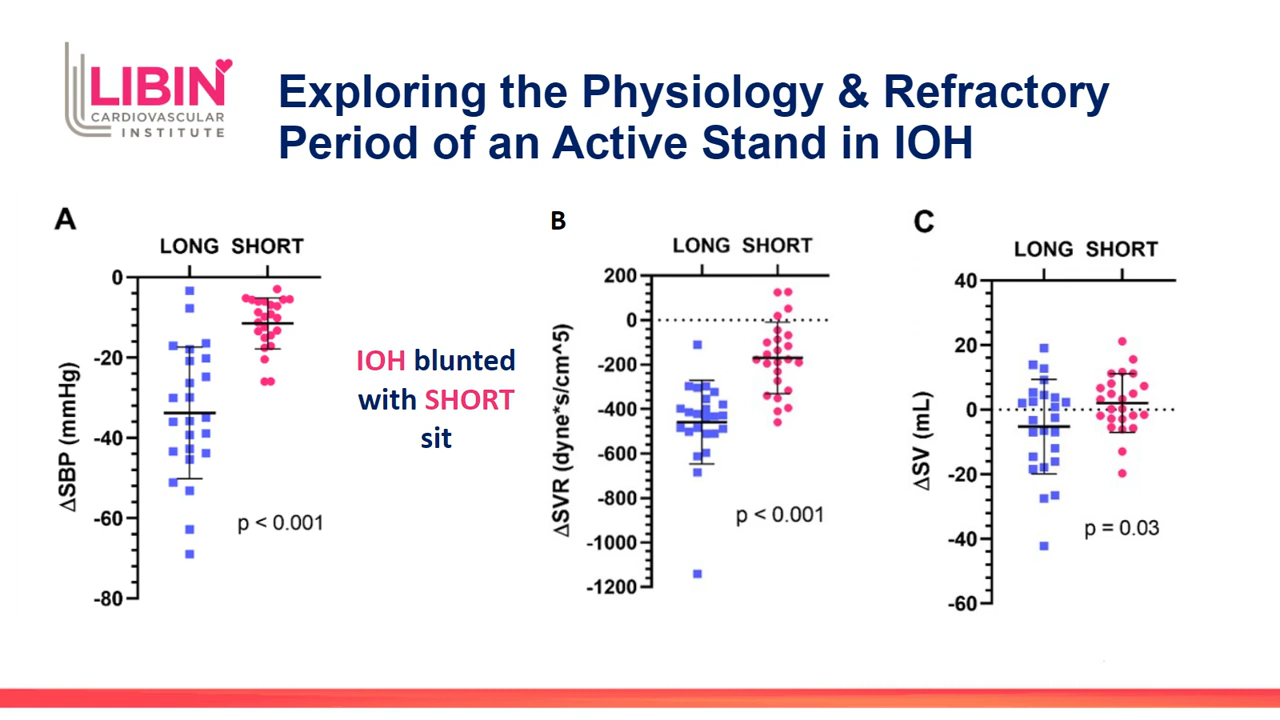 LIBIN
CARDIOVASCULAR
INSTITUTE
Exploring the Physiology & Refractory
Period of an Active Stand in IOH
A
LONG SHORT
0
-20
-40
-60
-80
ΔSBP (mmHg)
p < 0.001
IOH blunted
with SHORT
sit
B
LONG SHORT
200
0
-200
-400
-600
-800
-1000
-1200
ΔSVR (dyne*s/cm^5)
p < 0.001
C
LONG SHORT
40
20
0
-20
-40
-60
ΔSV (mL)
p = 0.03